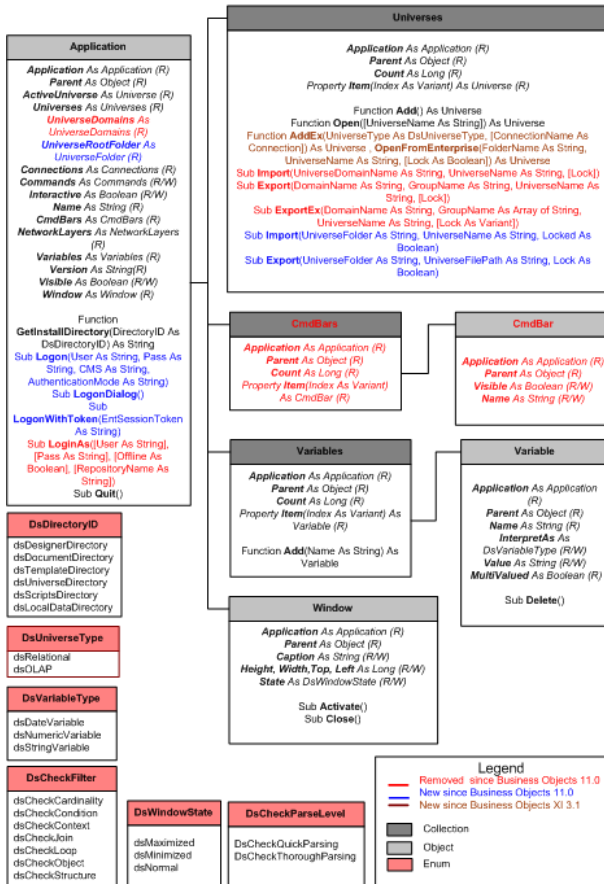 Application
Application As Application (R)
Parent As Object (R)
ActiveUniverse As Universe (R)
Universes As Universes (R)
UniverseDomains As
UniverseDomains (R)
UniverseRootFolder As
UniverseFolder (R)
Connections As Connections (R)
Commands As Commands (R/W)
Interactive As Boolean (R/W)
Name As String (R)
CmdBars As CmdBars (R)
NetworkLayers As NetworkLayers
(R)
Variables As Variables (R)
Version As String(R)
Visible As Boolean (R/W)
Window As Window (R)
Function
GetInstallDirectory(DirectoryID As
DsDirectoryID) As String
Sub Logon(User As String, Pass As
String, CMS As String,
AuthenticationMode As String)
Sub LogonDialog()
Sub
LogonWithToken(EntSessionToken
As String)
Sub LoginAs([User As String],
[Pass As String], [Offline As
Boolean], [RepositoryName As
String])
Sub Quit()
Universes
Application As Application (R)
Parent As Object (R)
Count As Long (R)
Property Item(Index As Variant) As Universe (R)
Function Add() As Universe
Function Open([UniverseName As String]) As Universe
Function AddEx(UniverseType As DsUniverseType, [ConnectionName As
Connection]) As Universe , OpenFromEnterprise(FolderName As String,
UniverseName As String, [Lock As Boolean]) As Universe
Sub Import(UniverseDomainName As String, UniverseName As String, [Lock])
Sub Export(DomainName As String, GroupName As String, UniverseName As
String, [Lock])
Sub ExportEx(DomainName As String, GroupName As Array of String,
UniverseName As String, [Lock As Variant])
Sub Import(UniverseFolder As String, UniverseName As String, Locked As
Boolean)
Sub Export(UniverseFolder As String, UniverseFilePath As String, Lock As
Boolean)
CmdBars
Application As Application (R)
Parent As Object (R)
Count As Long (R)
Property Item(Index As Variant)
As CmdBar (R)
CmdBar
Application As Application (R)
Parent As Object (R)
Visible As Boolean (R/W)
Name As String (R/W)
Variables
Application As Application (R)
Parent As Object (R)
Count As Long (R)
Property Item(Index As Variant) As
Variable (R)
Function Add(Name As String) As
Variable
Variable
Application As Application
(R)
Parent As Object (R)
Name As String (R)
InterpretAs As
DsVariableType (R/W)
Value As String (R/W)
MultiValued As Boolean (R)
Sub Delete()
Window
Application As Application (R)
Parent As Object (R)
Caption As String (R/W)
Height, Width,Top, Left As Long (R/W)
State As DsWindowState (R/W)
Sub Activate()
Sub Close()
DsDirectoryID
dsDesignerDirectory
dsDocumentDirectory
dsTemplateDirectory
dsUniverseDirectory
dsScriptsDirectory
dsLocalDataDirectory
DsUniverseType
dsRelational
dsOLAP
DsVariableType
dsDateVariable
dsNumericVariable
dsStringVariable
DsCheckFilter
dsCheckCardinality
dsCheckCondition
dsCheckContext
dsCheckJoin
dsCheckLoop
dsCheckObject
dsCheckStructure
DsWindowState
dsMaximized
dsMinimized
dsNormal
DsCheckParseLevel
DsCheckQuickParsing
DsCheckThoroughParsing
Legend
Removed since Business Objects 11.0
New since Business Objects 11.0
New since Business Objects XI 3.1
Collection
Object
Enum